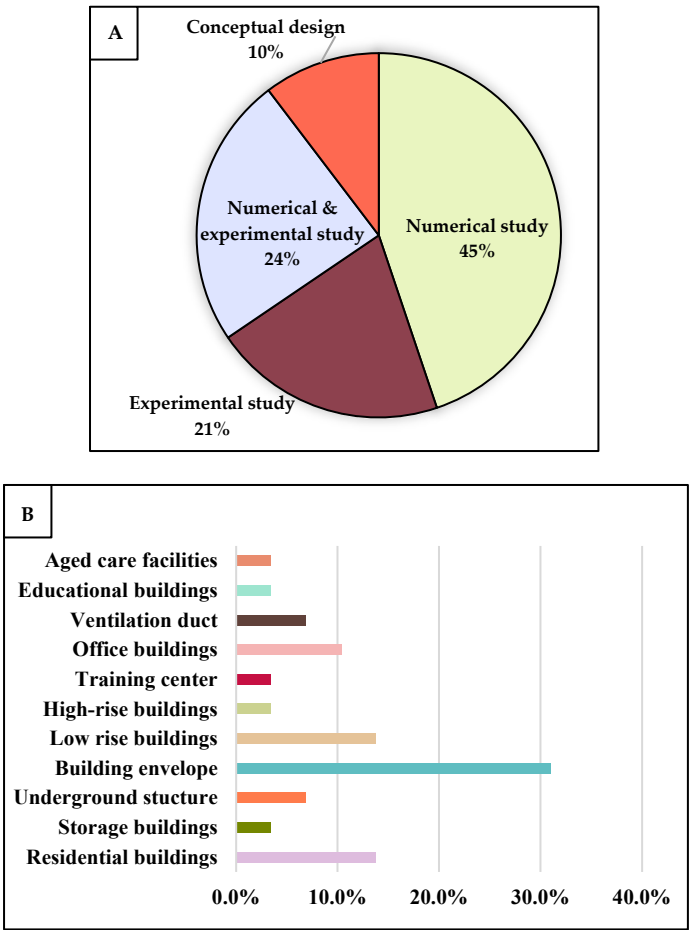 A
Conceptual design
10%
Numerical &
experimental study
24%
Numerical study
45%
Experimental study
21%
B
Aged care facilities
Educational buildings
Ventilation duct
Office buildings
Training center
High-rise buildings
Low rise buildings
Building envelope
Underground stucture
Storage buildings
Residential buildings
0.0% 10.0% 20.0% 30.0% 40.0%